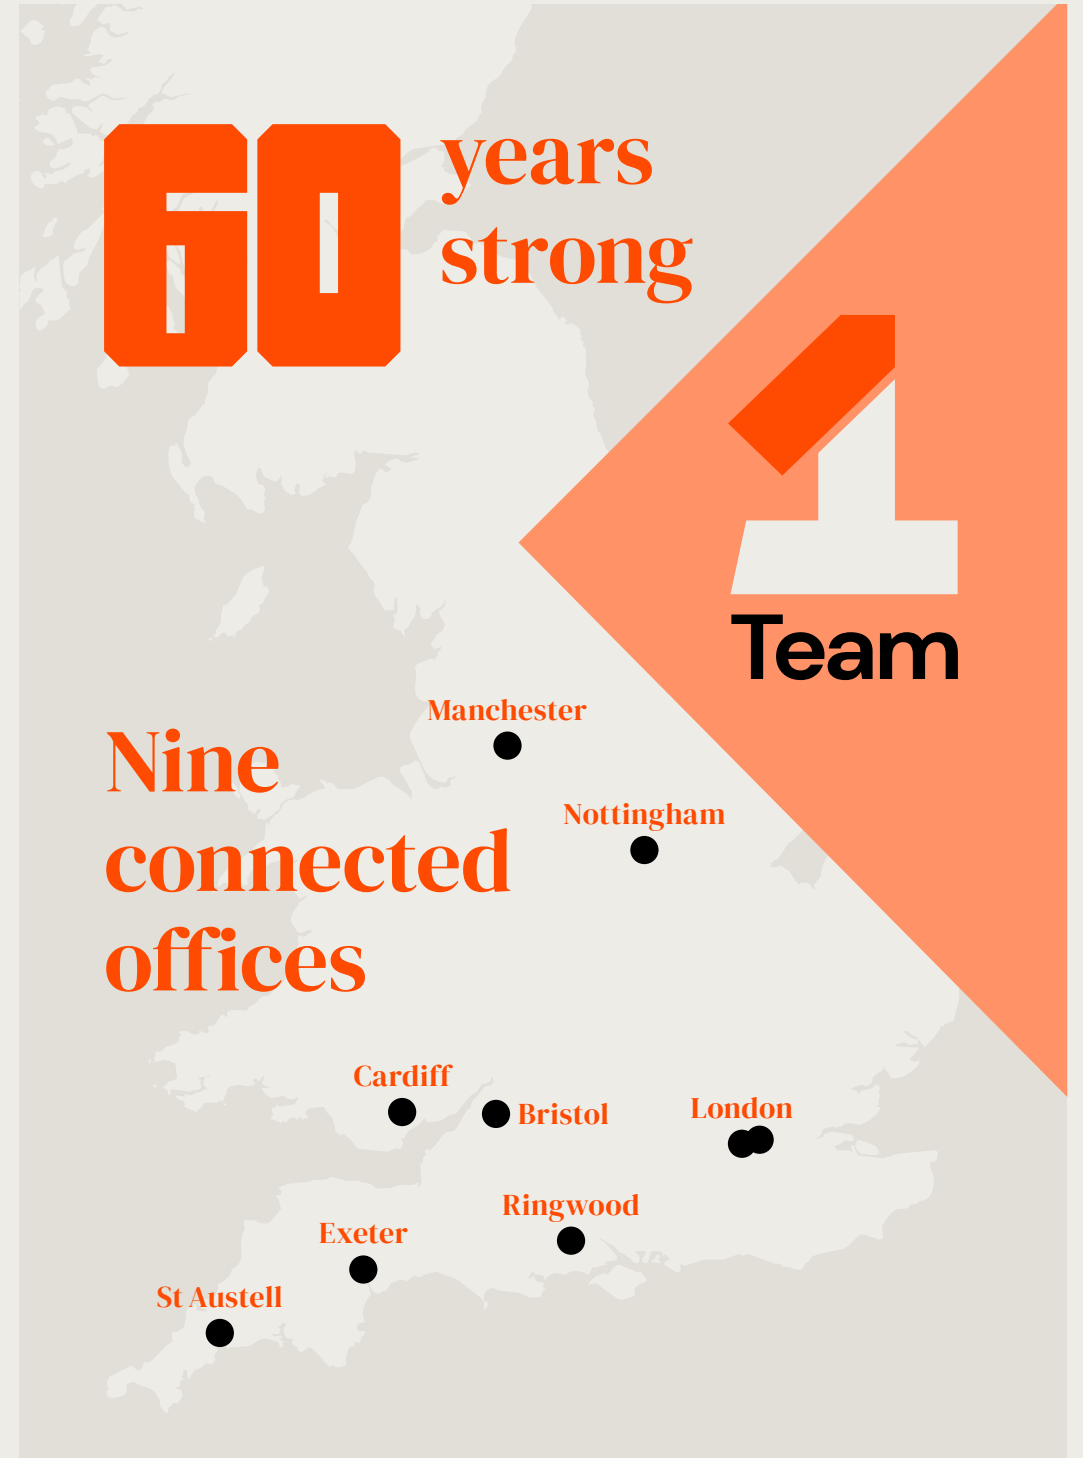 60
years
strong
1
Team
Manchester
Nine
connected
offices
Nottingham
Cardiff
Bristol
London
Ringwood
Exeter
St Austell